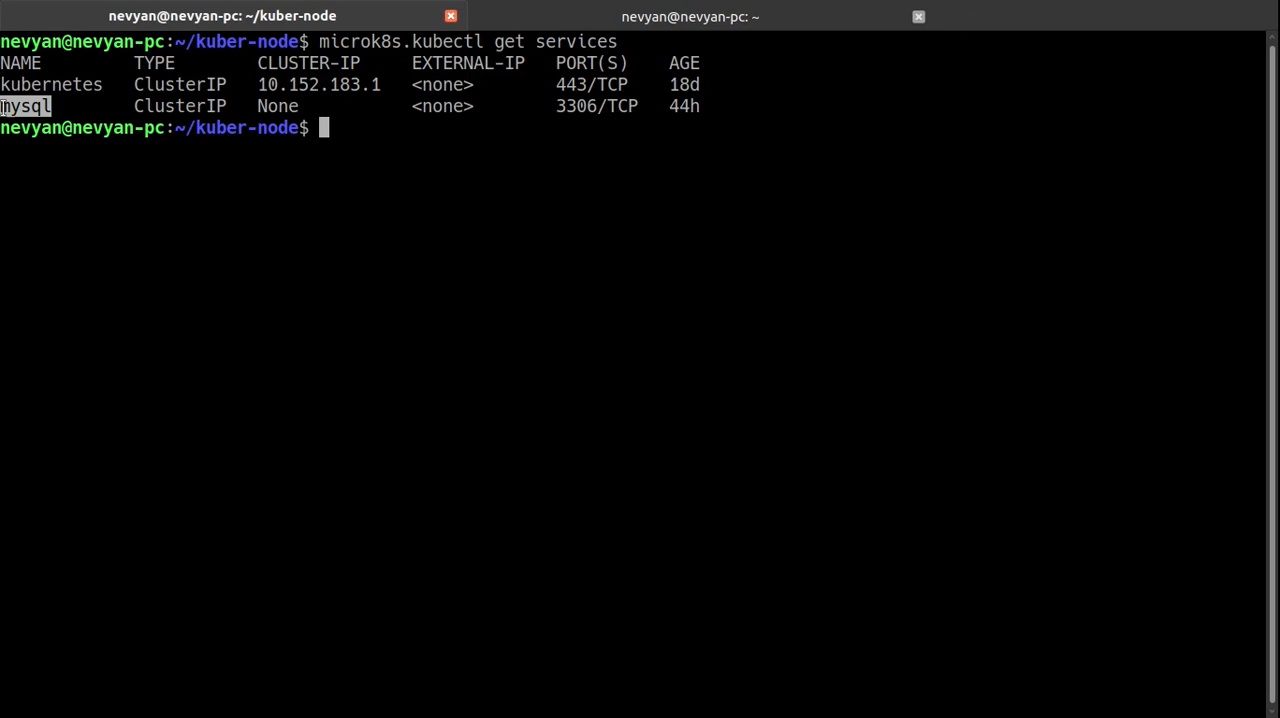 nevyan@nevyan-pc: ~/kuber-node nevyan@nevyan-pc: ~
nevyan@nevyan-pc:~/kuber-node$ microk8s.kubectl get services
NAME TYPE CLUSTER-IP EXTERNAL-IP PORT(S) AGE
kubernetes ClusterIP 10.152.183.1 <none> 443/TCP 18d
mysql ClusterIP None <none> 3306/TCP 44h
nevyan@nevyan-pc:~/kuber-node$